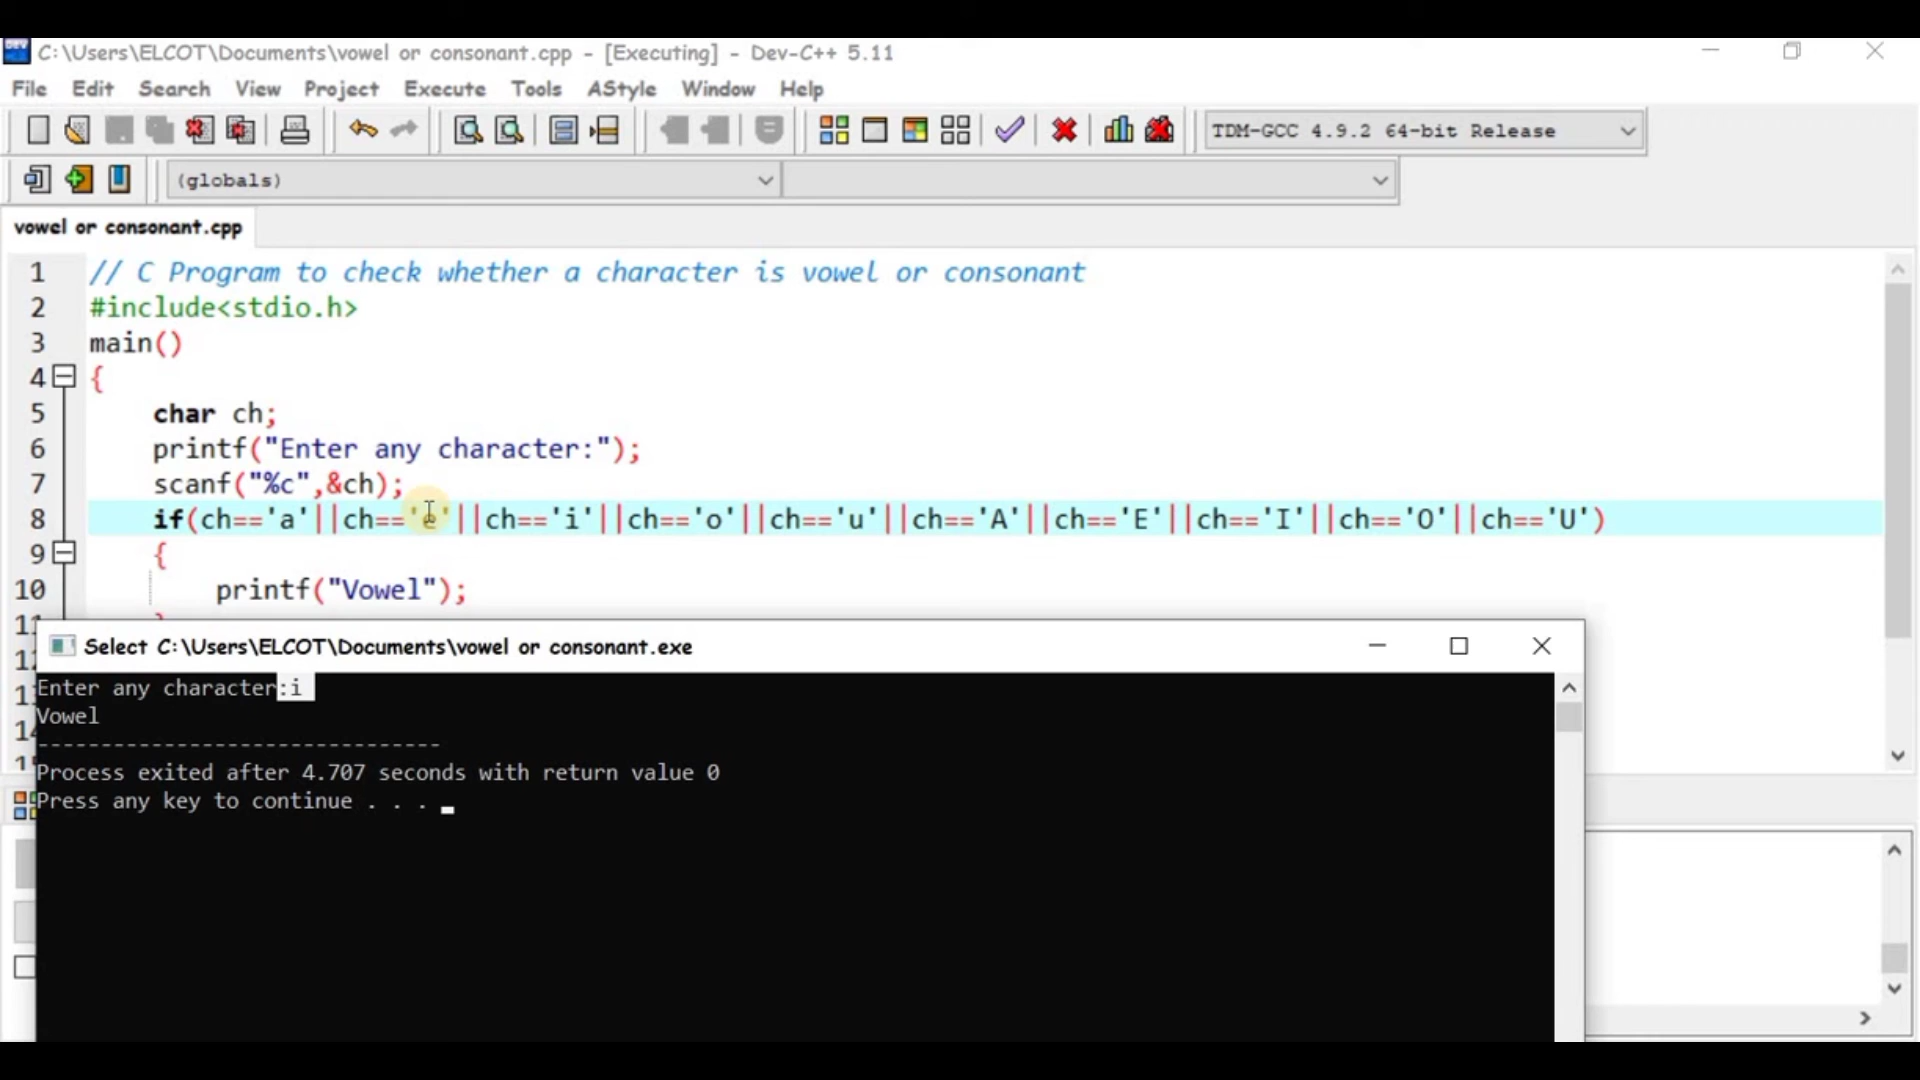 C:\Users\ELCOT\Documents\vowel or consonant.cpp - [Executing] - Dev-C++ 5.11
File Edit Search View Project Execute Tools AStyle Window Help
TDM-GCC 4.9.2 64-bit Release
(globals)
vowel or consonant.cpp
1 // C Program to check whether a character is vowel or consonant
2 #include<stdio.h>
3 main()
4 {
5 char ch;
6 printf("Enter any character:");
7 scanf("%c",&ch);
8 if(ch=='a'||ch=='e'||ch=='i'||ch=='o'||ch=='u'||ch=='A'||ch=='E'||ch=='I'||ch=='O'||ch=='U')
9 {
10 printf("Vowel");
Select C:\Users\ELCOT\Documents\vowel or consonant.exe
Enter any character:i
Vowel
--------------------------------
Process exited after 4.707 seconds with return value 0
Press any key to continue . . .